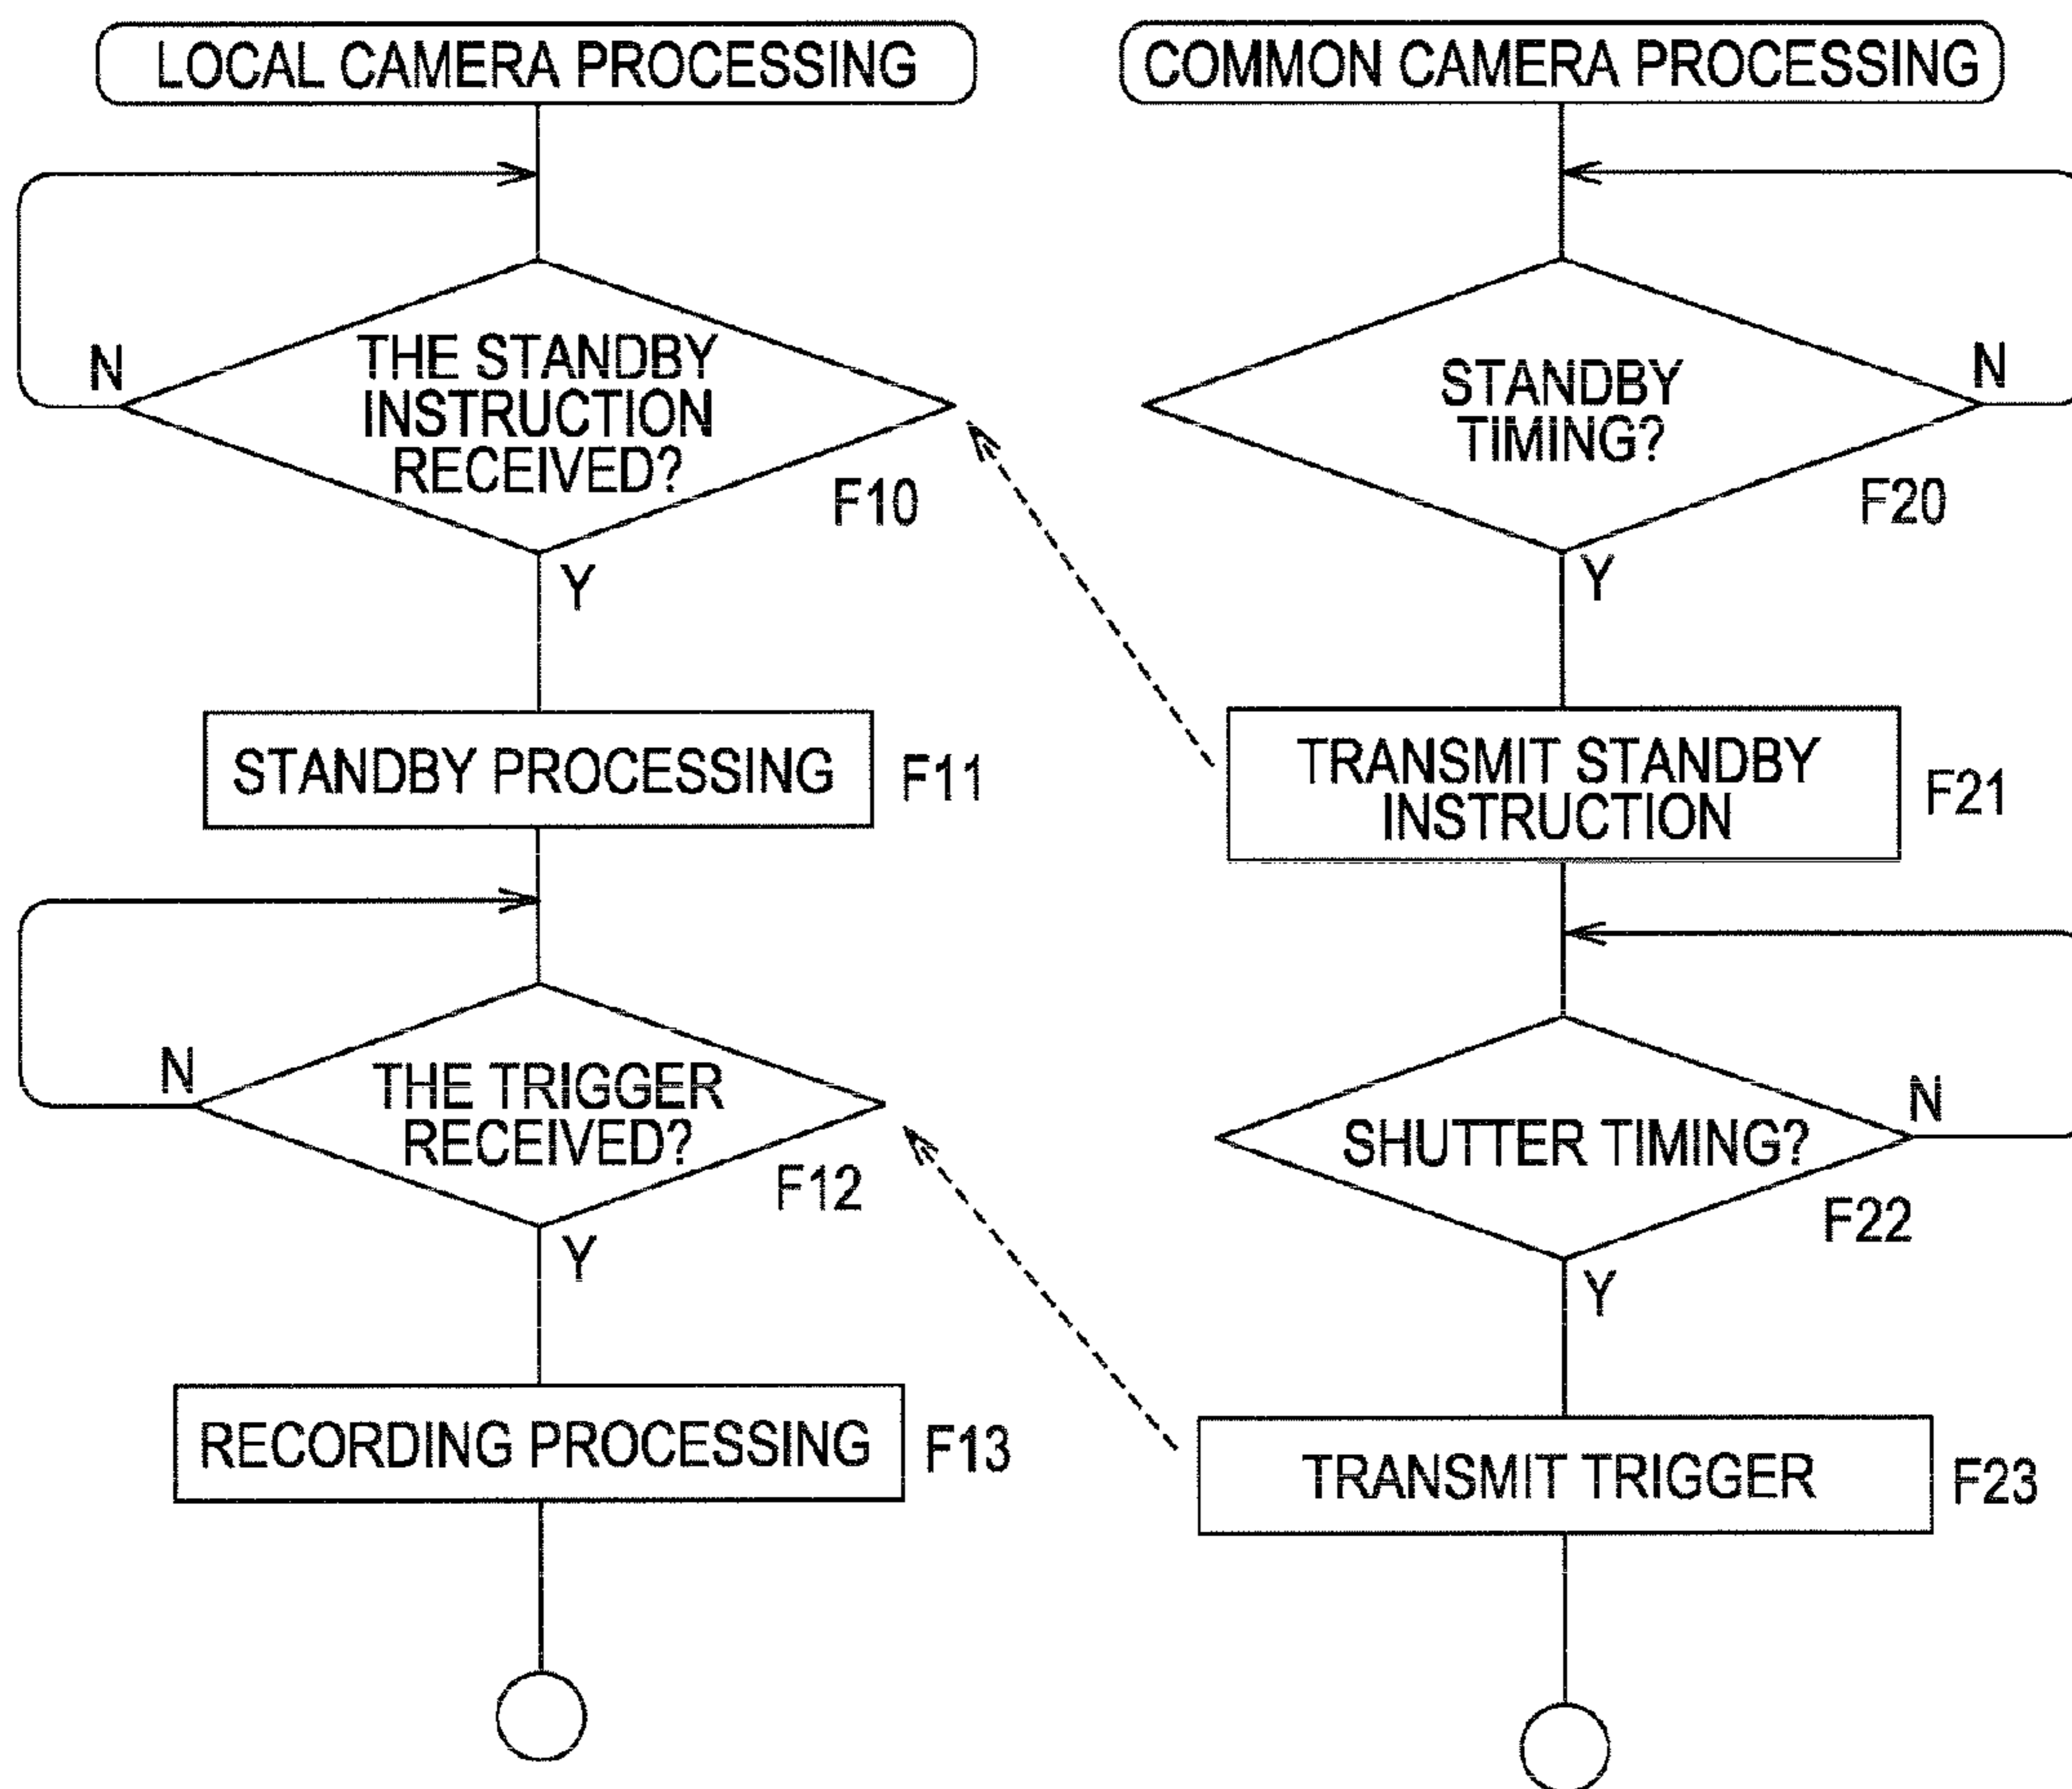 LOCAL CAMERA PROCESSING
N
THE STANDBY
INSTRUCTION
RECEIVED?
F10
Y
STANDBY PROCESSING
F11
N
THE TRIGGER
RECEIVED?
F12
Y
RECORDING PROCESSING
F13
COMMON CAMERA PROCESSING
STANDBY
TIMING?
N
F20
Y
TRANSMIT STANDBY
INSTRUCTION
F21
SHUTTER TIMING?
N
F22
Y
TRANSMIT TRIGGER
F23